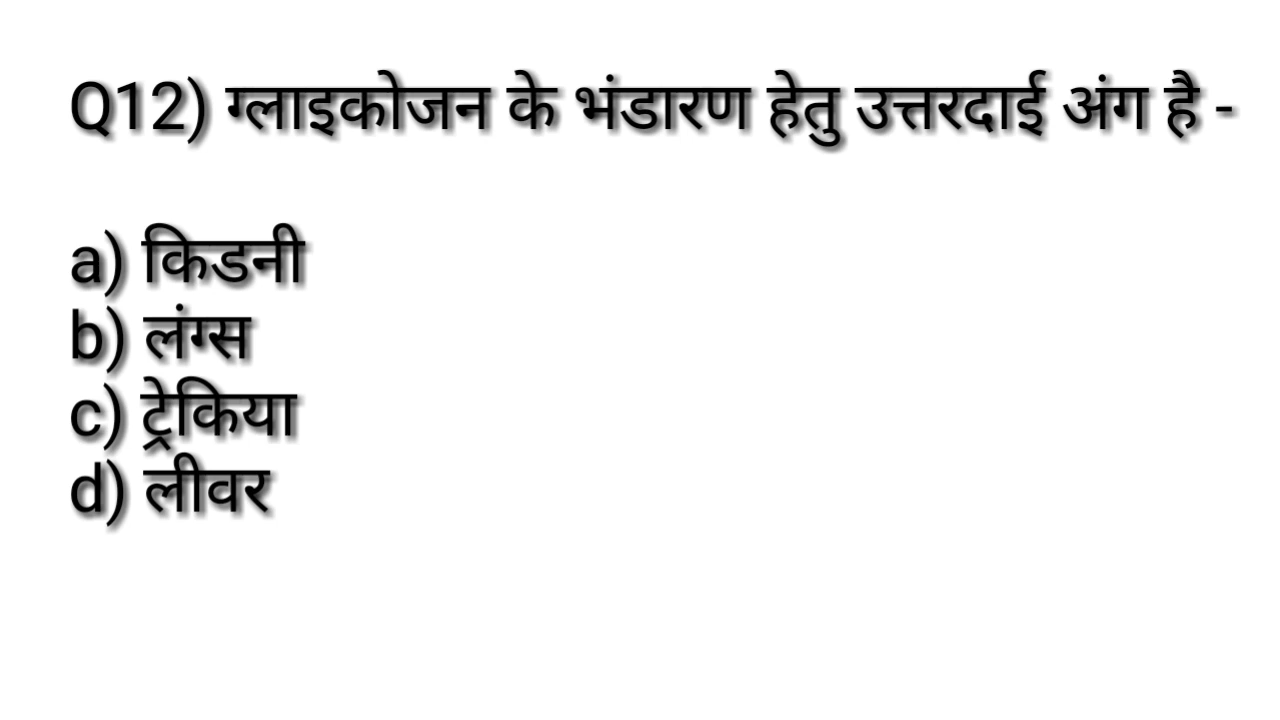 Q12) ग्लाइकोजन के भंडारण हेतु उत्तरदाई अंग है -
a) किडनी
b) लंग्स
c) ट्रेकिया
d) लीवर